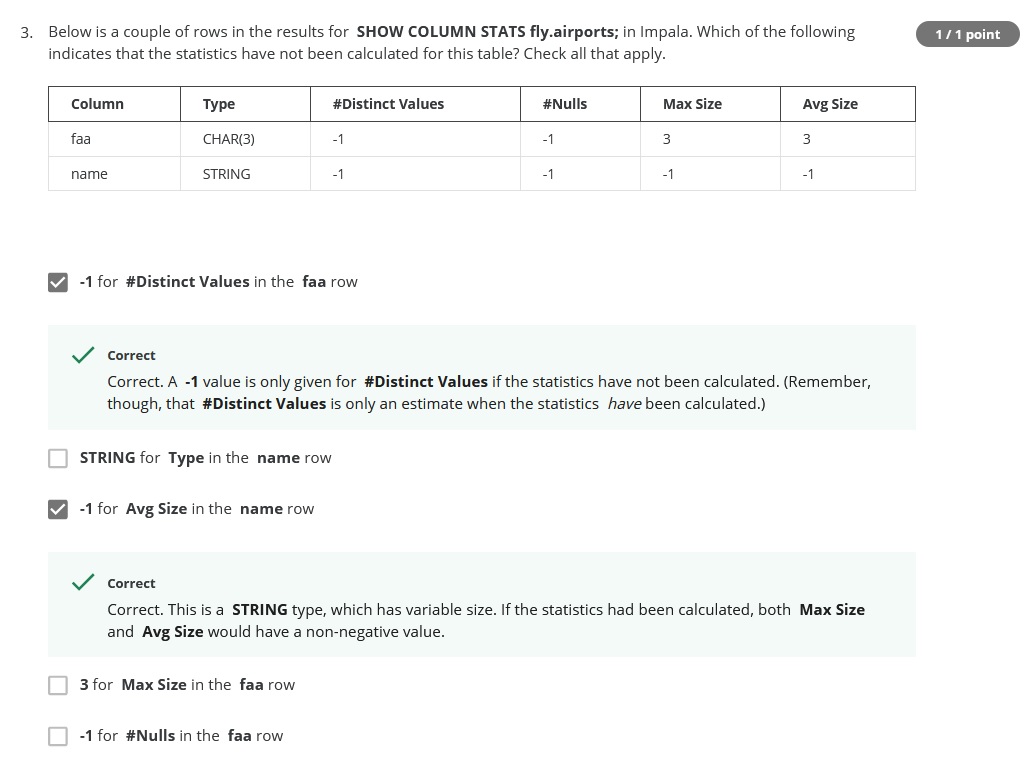 3. Below is a couple of rows in the results for SHOW COLUMN STATS fly.airports; in Impala. Which of the following
indicates that the statistics have not been calculated for this table? Check all that apply.
1 / 1 point
Column Type #Distinct Values #Nulls Max Size Avg Size
faa CHAR(3) -1 -1 3 3
name STRING -1 -1 -1 -1
-1 for #Distinct Values in the faa row
Correct
Correct. A -1 value is only given for #Distinct Values if the statistics have not been calculated. (Remember,
though, that #Distinct Values is only an estimate when the statistics have been calculated.)
STRING for Type in the name row
-1 for Avg Size in the name row
Correct
Correct. This is a STRING type, which has variable size. If the statistics had been calculated, both Max Size
and Avg Size would have a non-negative value.
3 for Max Size in the faa row
-1 for #Nulls in the faa row